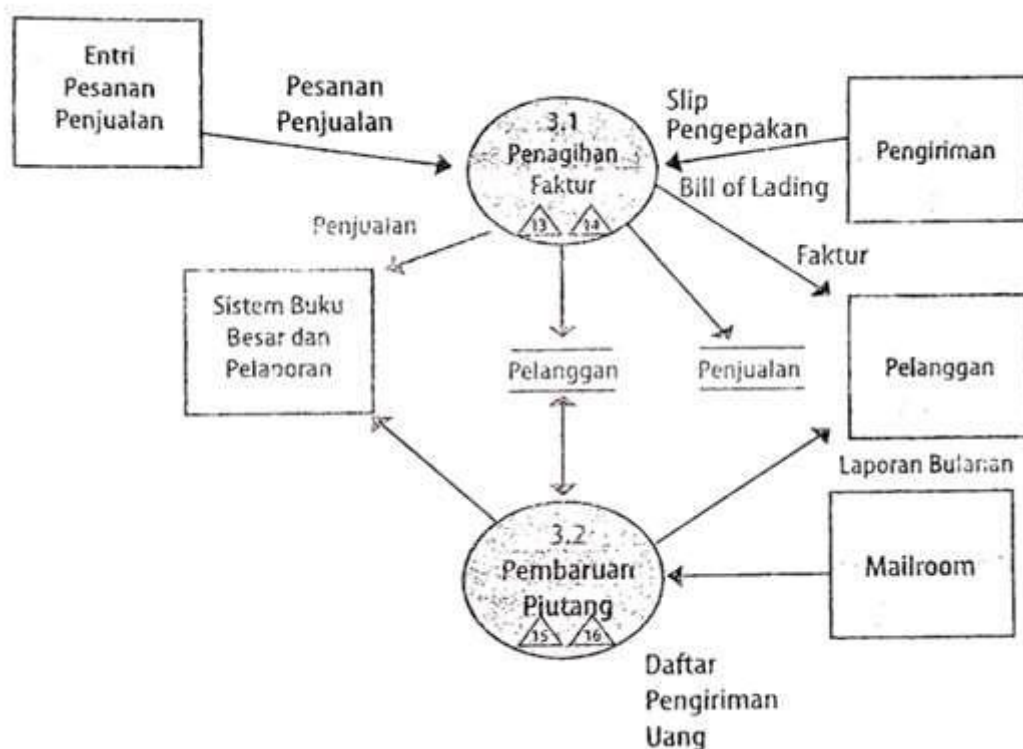 Entri
Pesanan
Penjualan
Pesanan
Penjualan
3.1
Penagihan
Faktur
13 14
Slip
Pengepakan
Bill of Lading
Pengiriman
Penjualan
Faktur
Sistem Buku
Besar dan
Pelaporan
Pelanggan
Penjualan
Pelanggan
Laporan Bulanan
3.2
Pembaruan
Piutang
15 16
Mailroom
Daftar
Pengiriman
Uang